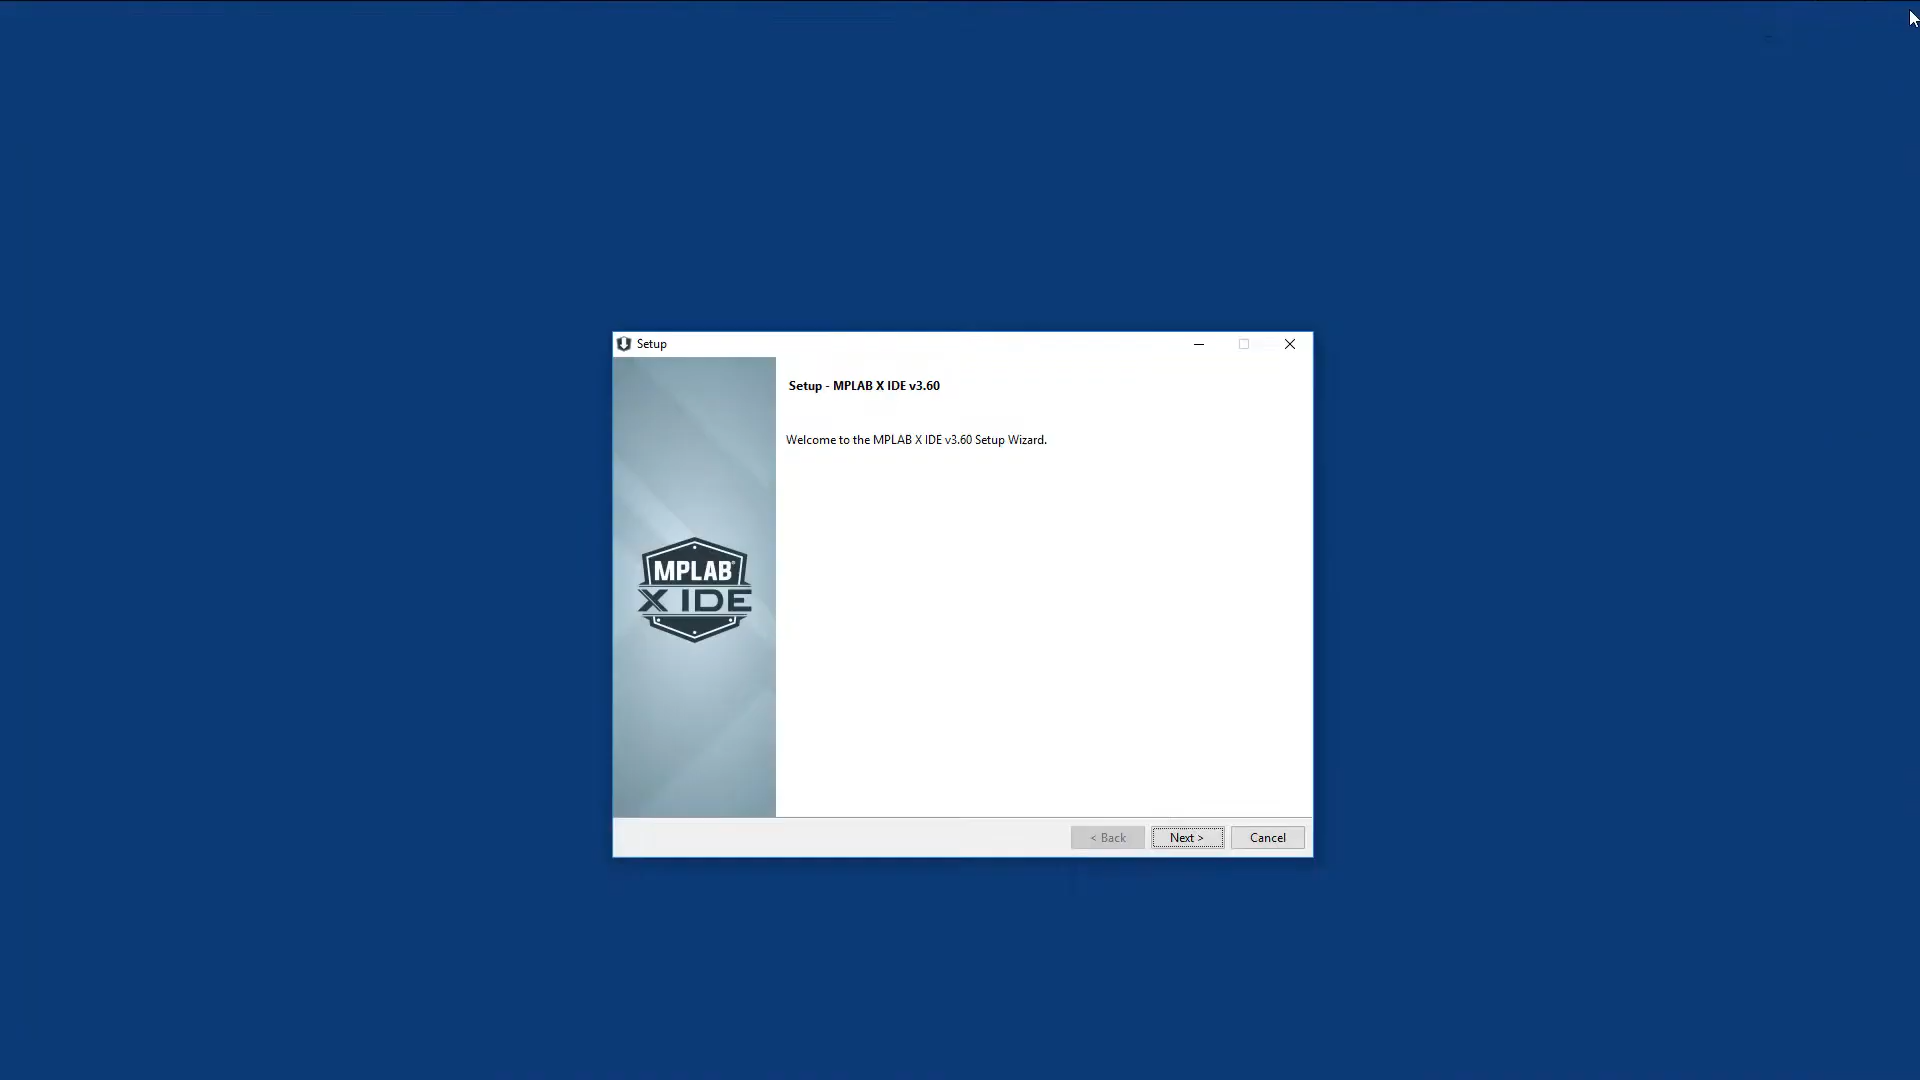 Setup
Setup - MPLAB X IDE v3.60
Welcome to the MPLAB X IDE v3.60 Setup Wizard.
MPLAB®
X IDE
< Back
Next >
Cancel